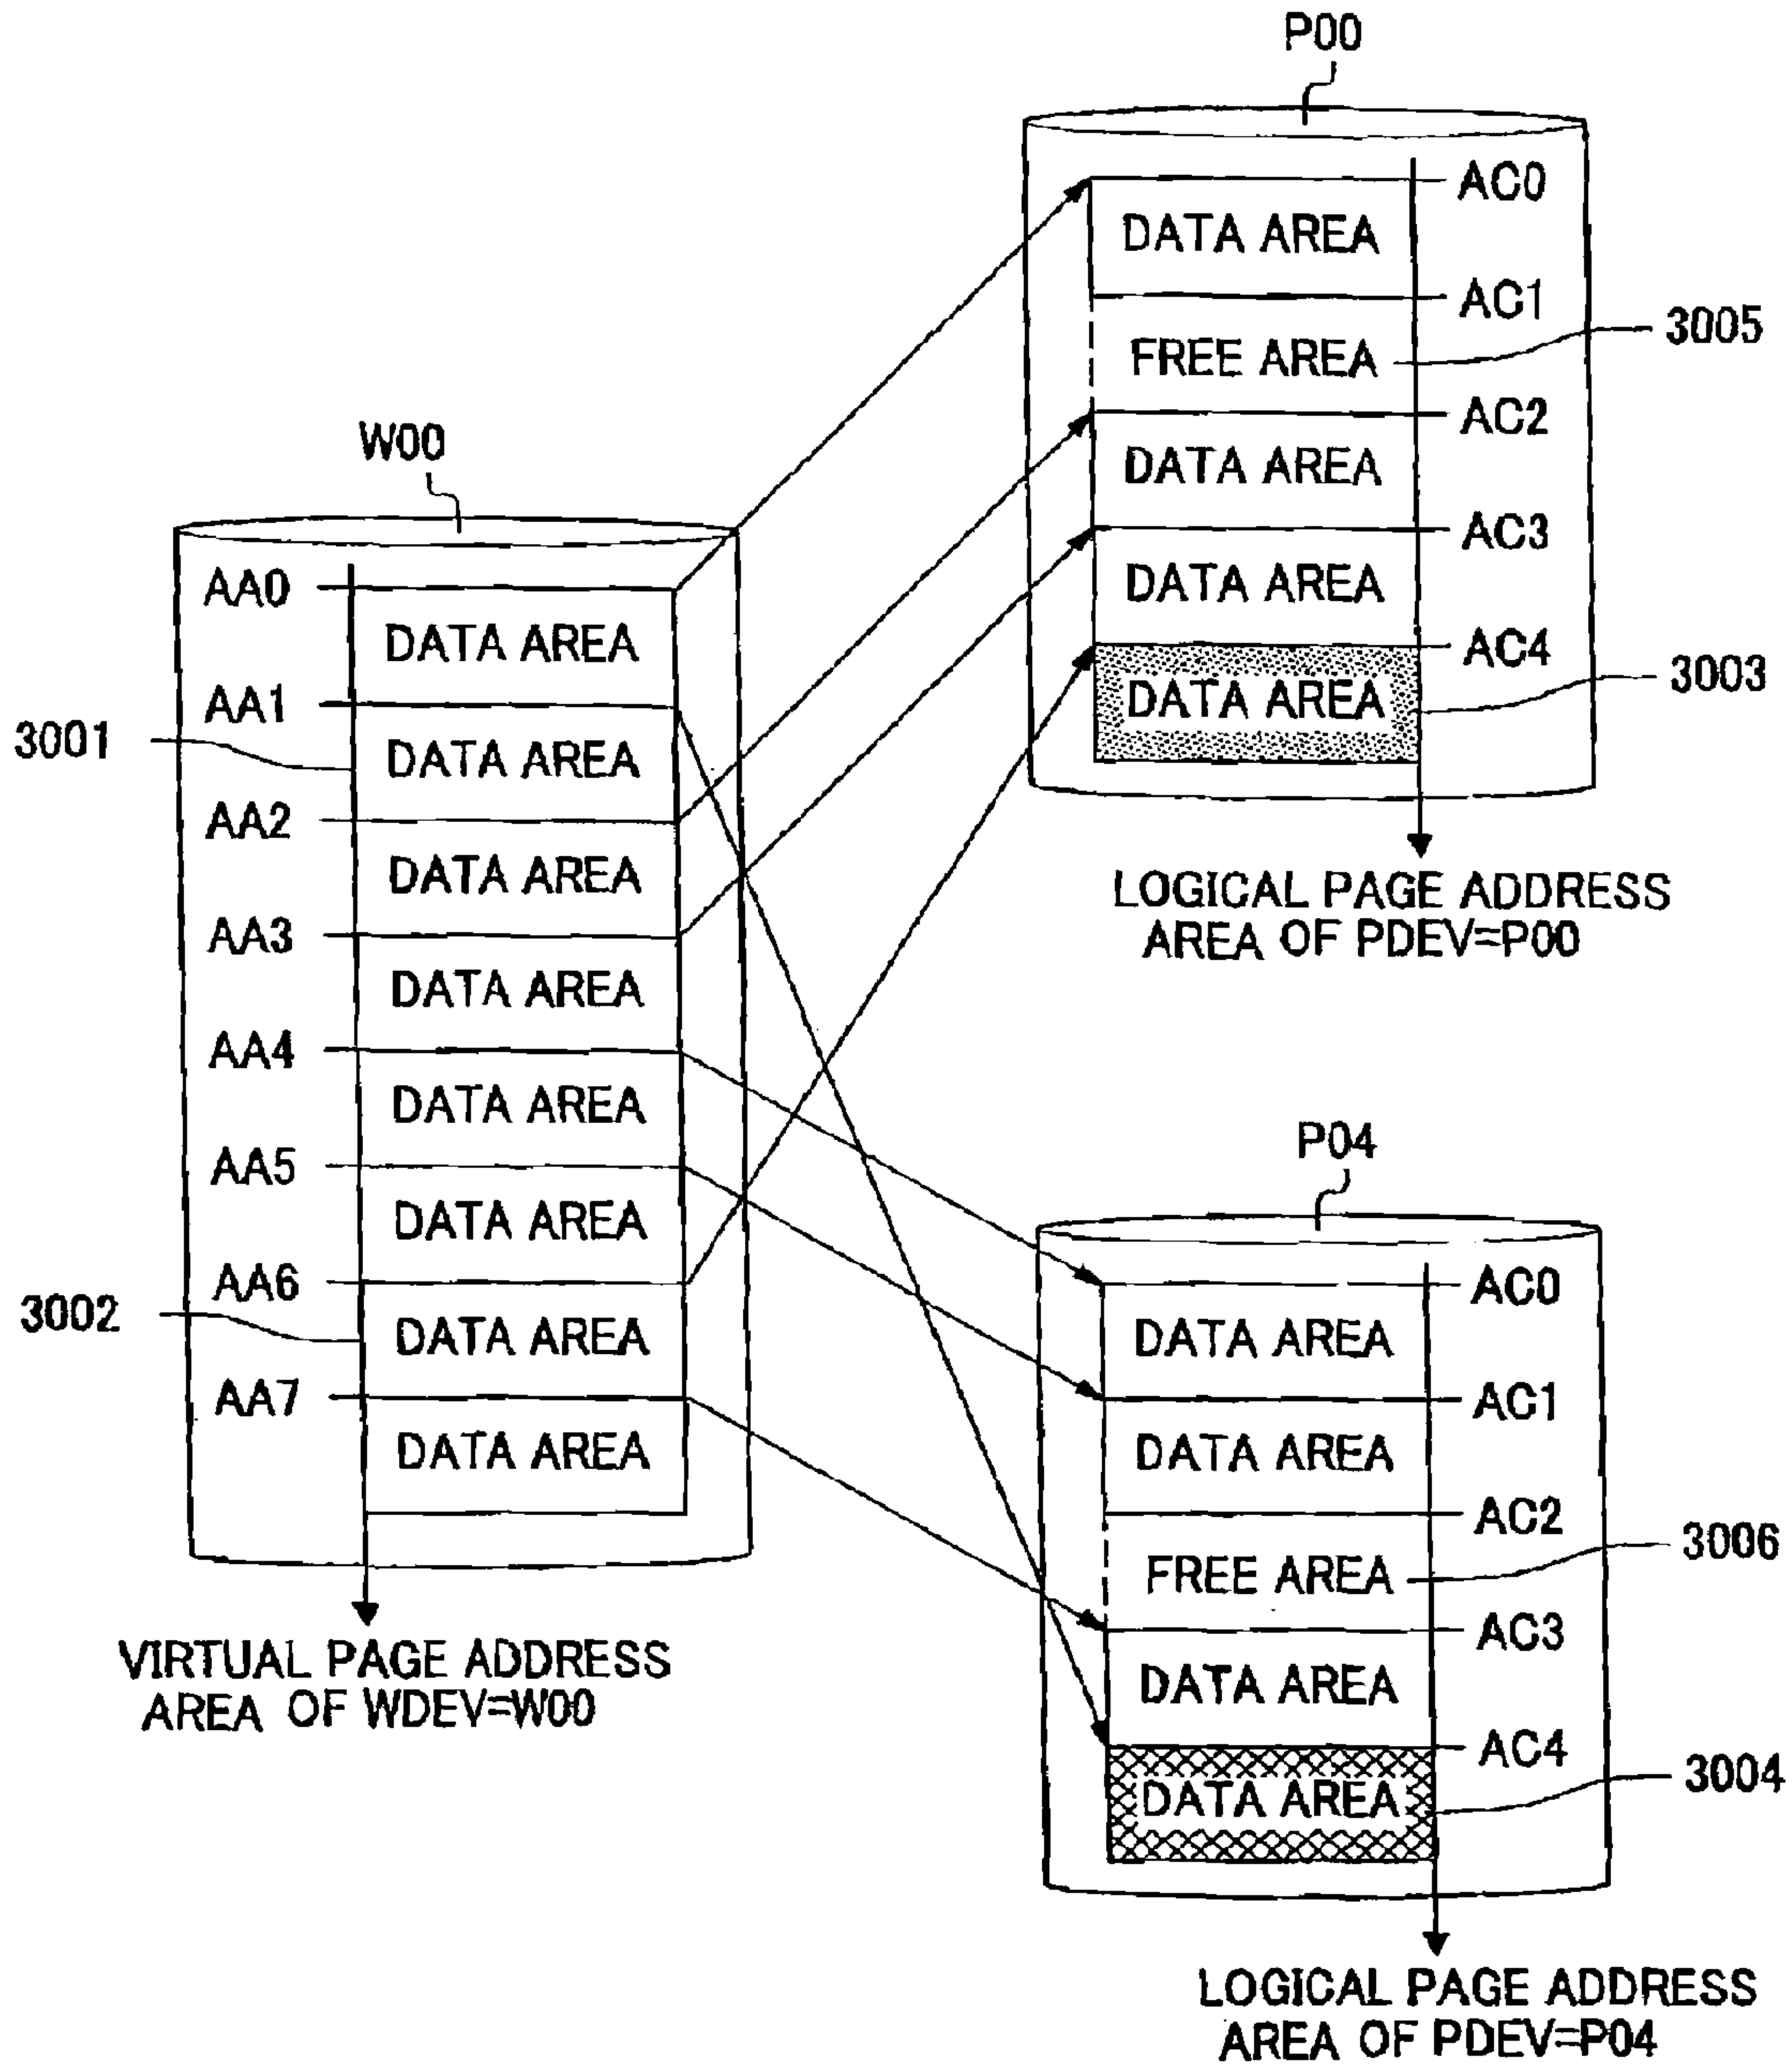 P00
AC0
DATA AREA
AC1
FREE AREA
3005
AC2
DATA AREA
AC3
DATA AREA
AC4
DATA AREA
3003
LOGICAL PAGE ADDRESS
AREA OF PDEV=P00
W00
AA0
DATA AREA
AA1
3001
DATA AREA
AA2
DATA AREA
AA3
DATA AREA
AA4
DATA AREA
AA5
DATA AREA
AA6
3002
DATA AREA
AA7
DATA AREA
VIRTUAL PAGE ADDRESS
AREA OF WDEV=W00
P04
AC0
DATA AREA
AC1
DATA AREA
AC2
FREE AREA
3006
AC3
DATA AREA
AC4
DATA AREA
3004
LOGICAL PAGE ADDRESS
AREA OF PDEV=P04